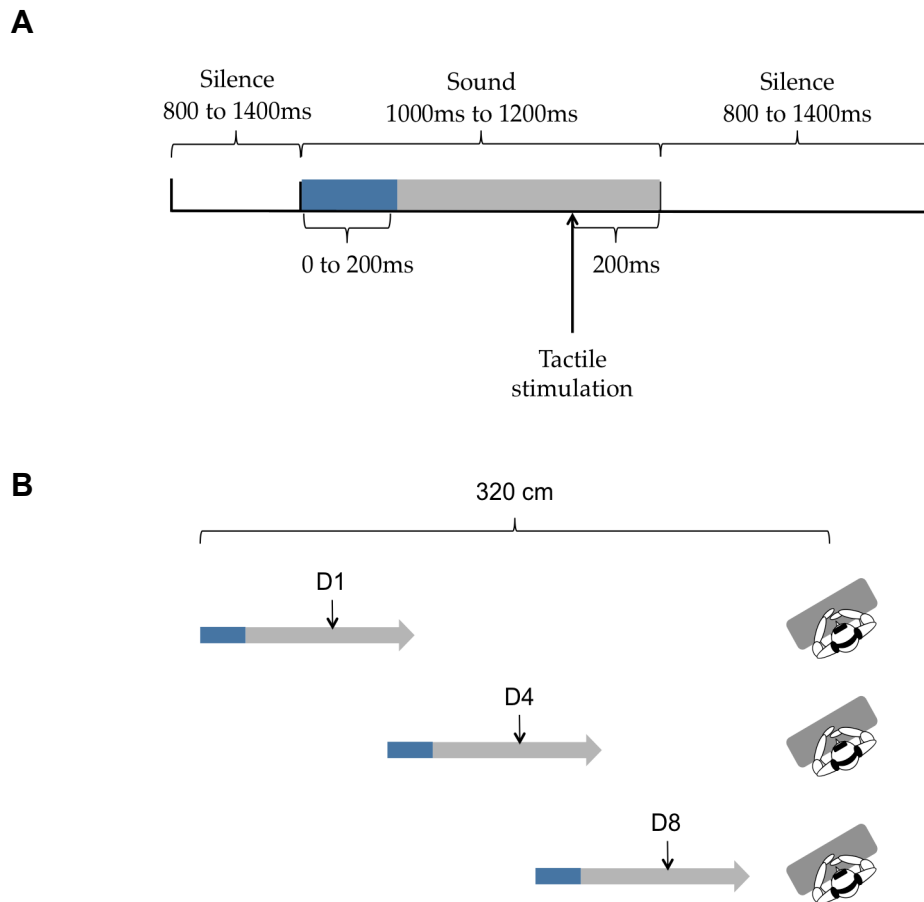 A
Silence
800 to 1400ms
Sound
1000ms to 1200ms
Silence
800 to 1400ms
0 to 200ms
200ms
Tactile
stimulation
B
320 cm
D1
D4
D8